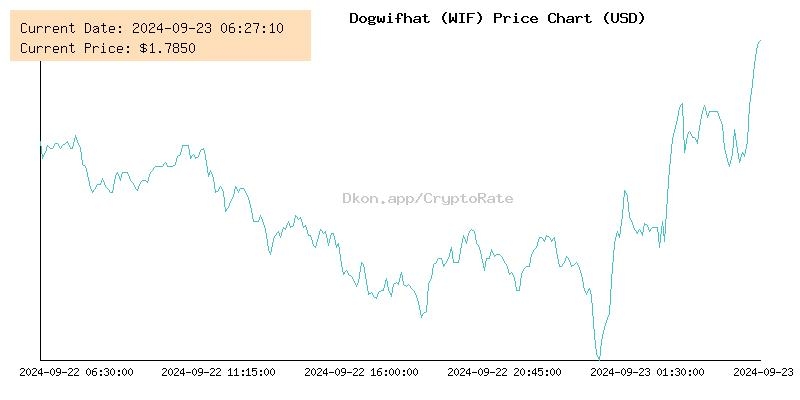 Dogwifhat (WIF) Price Chart (USD)
Current Date: 2024-09-23 06:27:10
Current Price: $1.7850
Dkon.app/CryptoRate
2024-09-22 06:30:00 2024-09-22 11:15:00 2024-09-22 16:00:00 2024-09-22 20:45:00 2024-09-23 01:30:00 2024-09-23